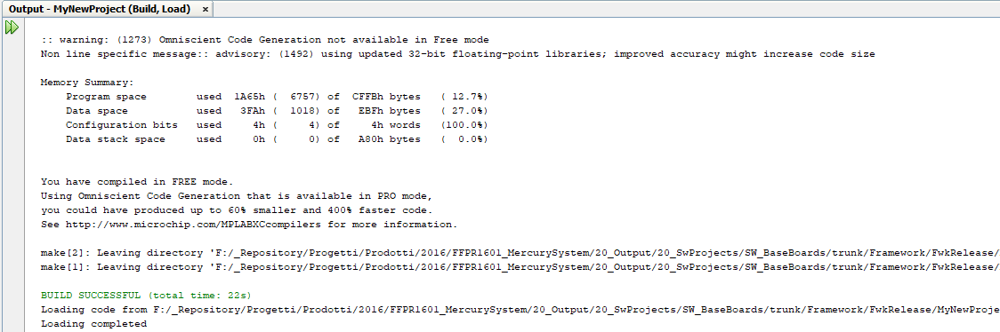 Output - MyNewProject (Build, Load) ×
:: warning: (1273) Omniscient Code Generation not available in Free mode
Non line specific message:: advisory: (1492) using updated 32-bit floating-point libraries; improved accuracy might increase code size
Memory Summary:
Program space used 1A65h ( 6757) of CFFBh bytes ( 12.7%)
Data space used 3FAh ( 1018) of EBFh bytes ( 27.0%)
Configuration bits used 4h ( 4) of 4h words (100.0%)
Data stack space used 0h ( 0) of A80h bytes ( 0.0%)
You have compiled in FREE mode.
Using Omniscient Code Generation that is available in PRO mode,
you could have produced up to 60% smaller and 400% faster code.
See http://www.microchip.com/MPLABXCcompilers for more information.
make[2]: Leaving directory 'F:/_Repository/Progetti/Prodotti/2016/FFPR1601_MercurySystem/20_Output/20_SwProjects/SW_BaseBoards/trunk/Framework/FwkRelease/
make[1]: Leaving directory 'F:/_Repository/Progetti/Prodotti/2016/FFPR1601_MercurySystem/20_Output/20_SwProjects/SW_BaseBoards/trunk/Framework/FwkRelease/
BUILD SUCCESSFUL (total time: 22s)
Loading code from F:/_Repository/Progetti/Prodotti/2016/FFPR1601_MercurySystem/20_Output/20_SwProjects/SW_BaseBoards/trunk/Framework/FwkRelease/MyNewProje
Loading completed